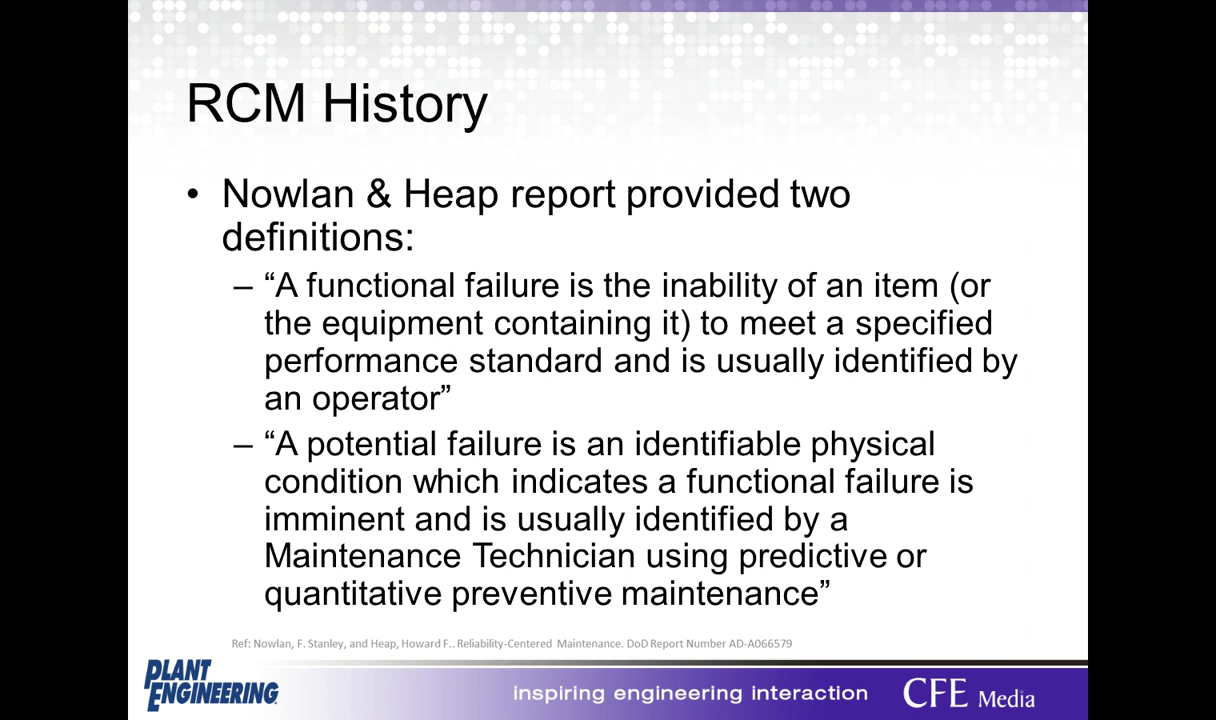 RCM History
• Nowlan & Heap report provided two
definitions:
– “A functional failure is the inability of an item (or
the equipment containing it) to meet a specified
performance standard and is usually identified by
an operator”
– “A potential failure is an identifiable physical
condition which indicates a functional failure is
imminent and is usually identified by a
Maintenance Technician using predictive or
quantitative preventive maintenance”
Ref: Nowlan, F. Stanley, and Heap, Howard F.. Reliability-Centered Maintenance. DoD Report Number AD-A066579
PLANT
ENGINEERING
inspiring engineering interaction
CFE Media